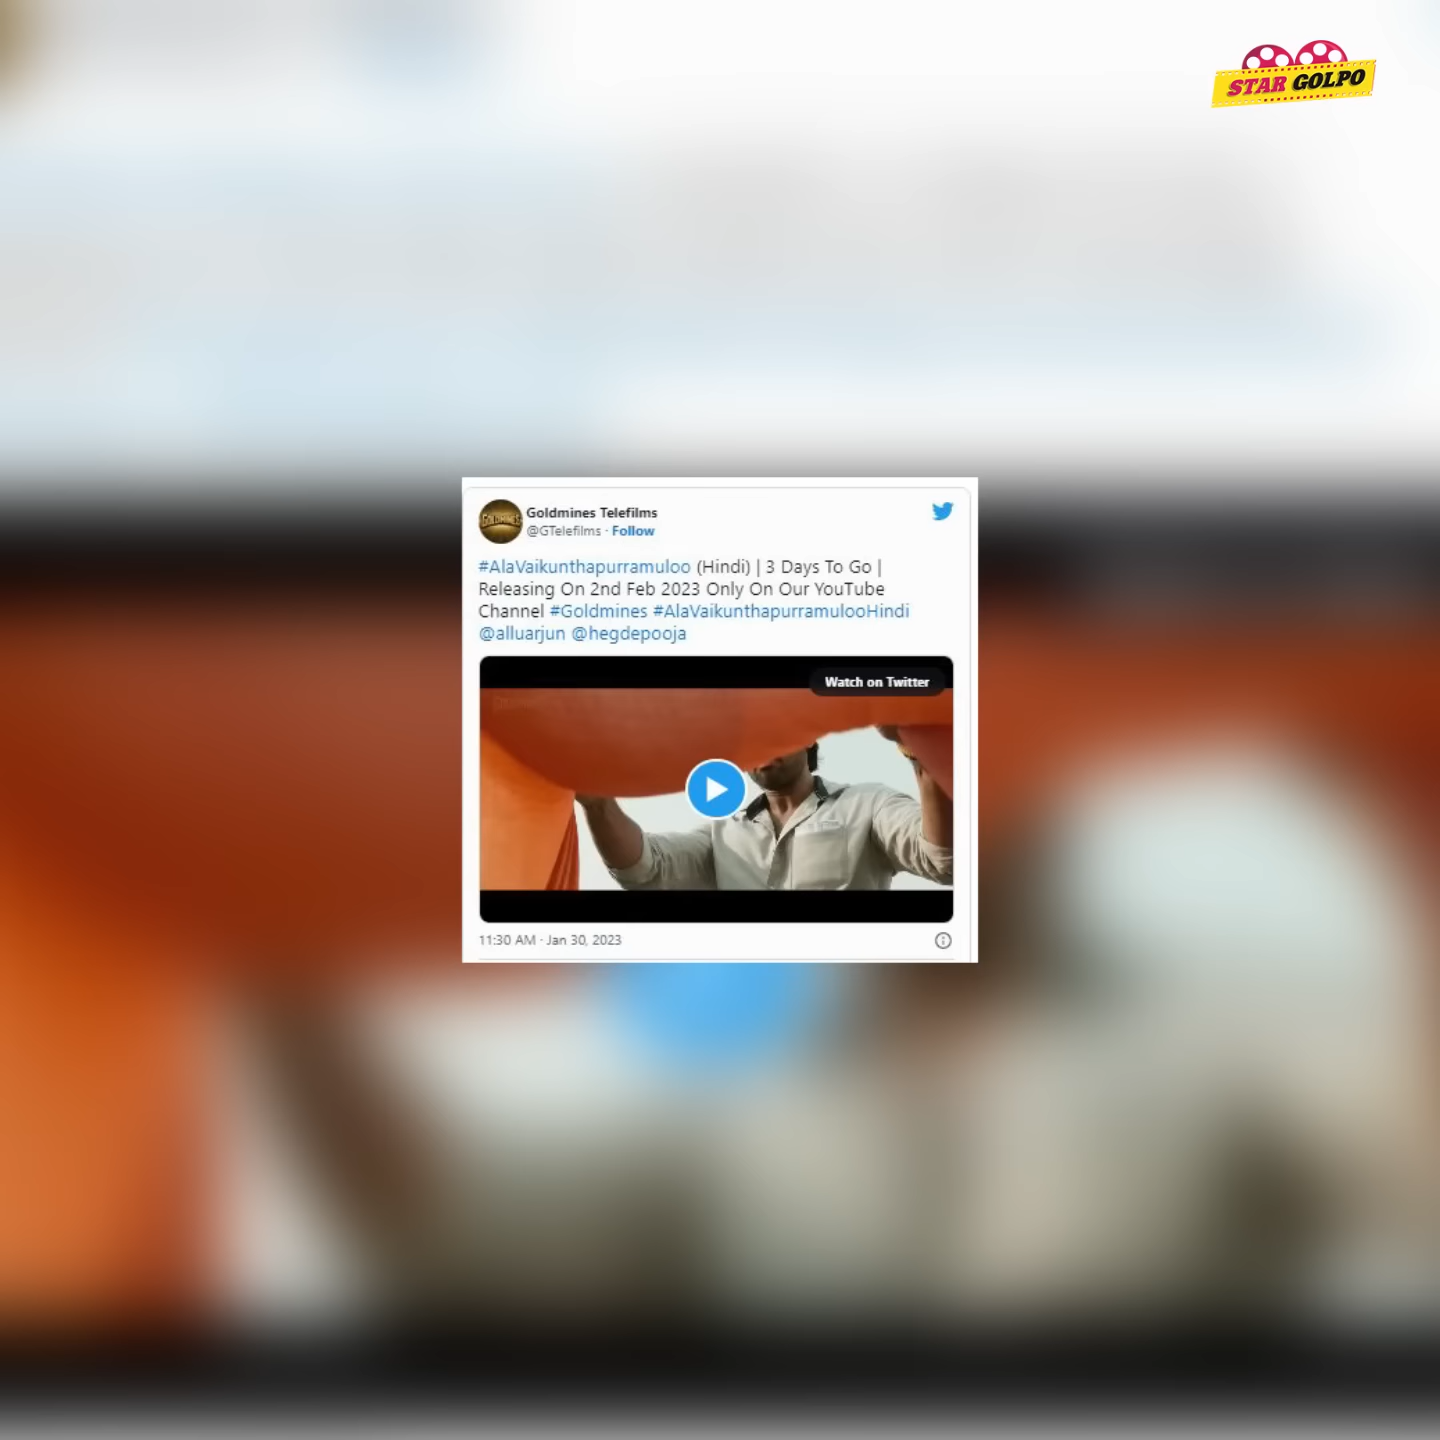 STAR GOLPO
Goldmines Telefilms
@GTelefilms · Follow
#AlaVaikunthapurramuloo (Hindi) | 3 Days To Go |
Releasing On 2nd Feb 2023 Only On Our YouTube
Channel #Goldmines #AlaVaikunthapurramulooHindi
@alluarjun @hegdepooja
Watch on Twitter
11:30 AM · Jan 30, 2023